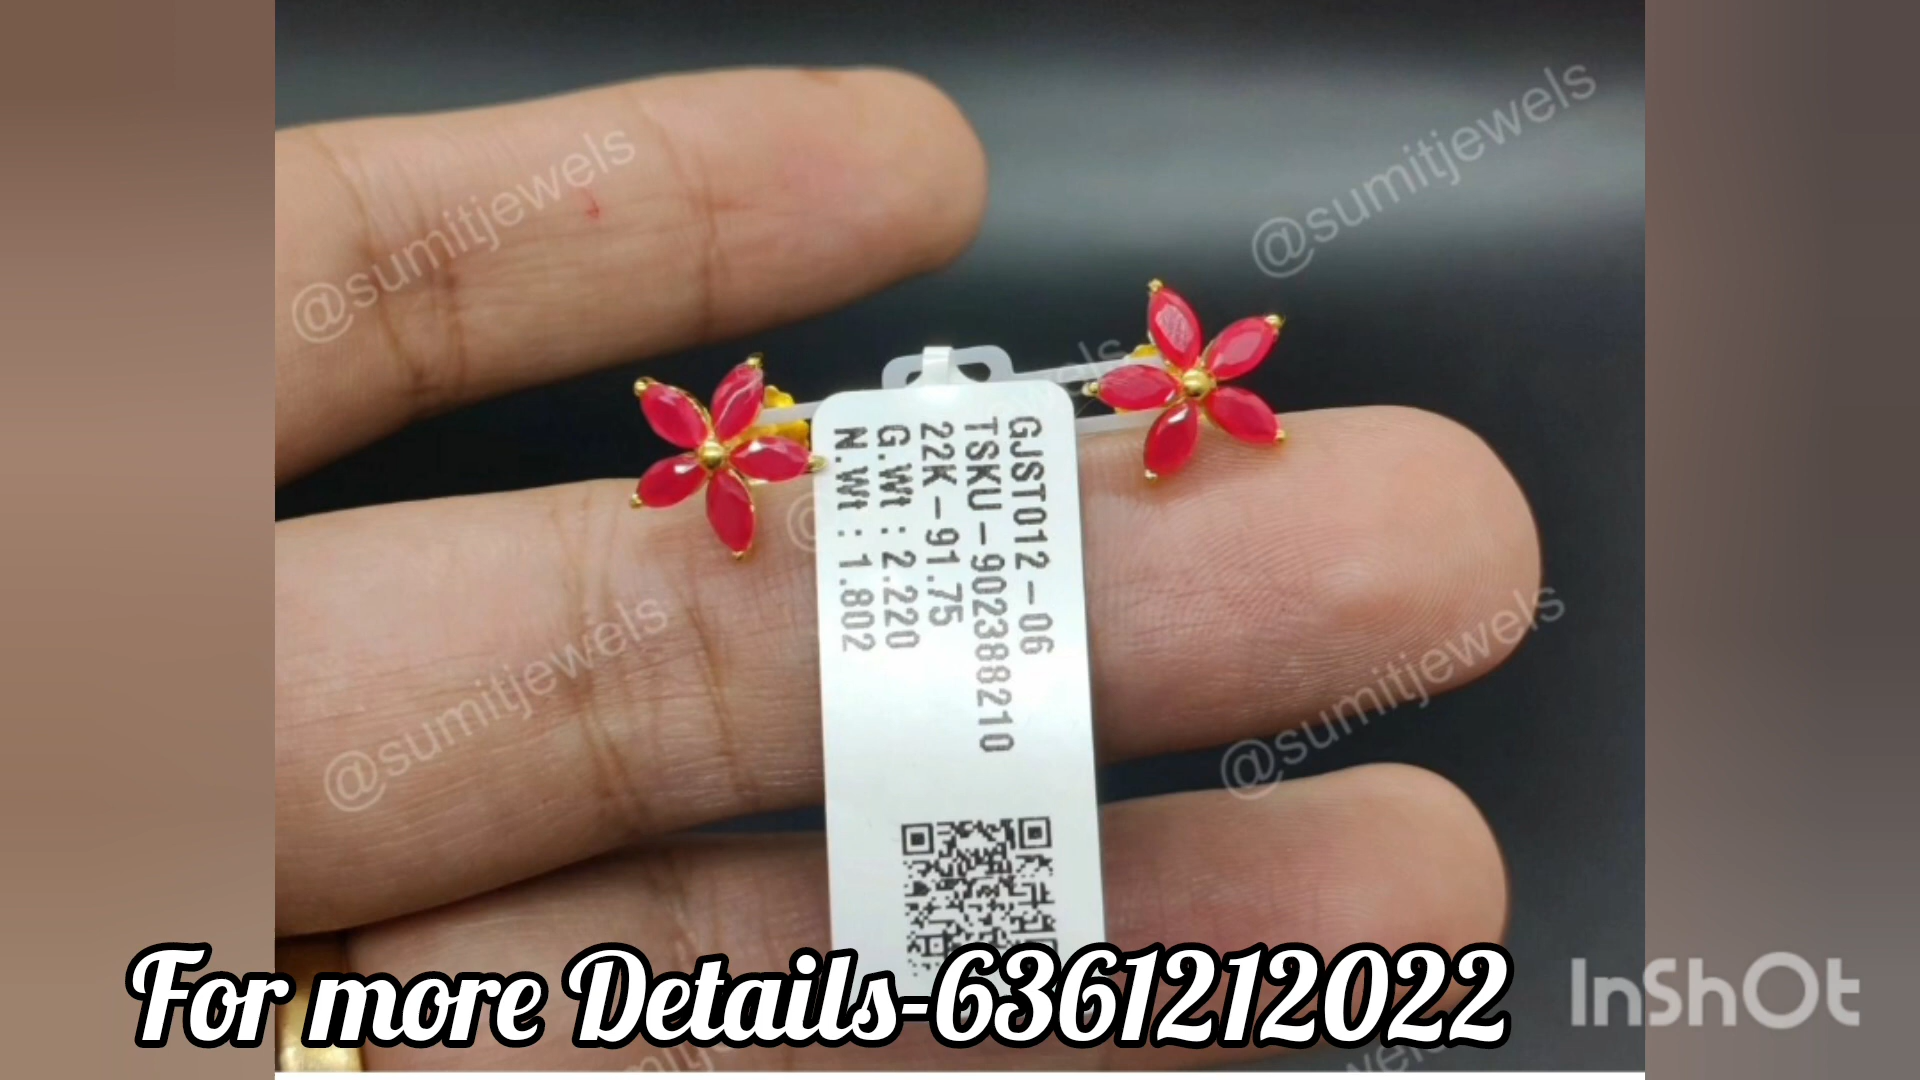 @sumitjewels
@sumitjewels
GJST012-06
TSKU-902388210
22K-91.75
G.Wt : 2.220
N.Wt : 1.802
@sumitjewels
@sumitjewels
For more Details-6361212022
InShOt